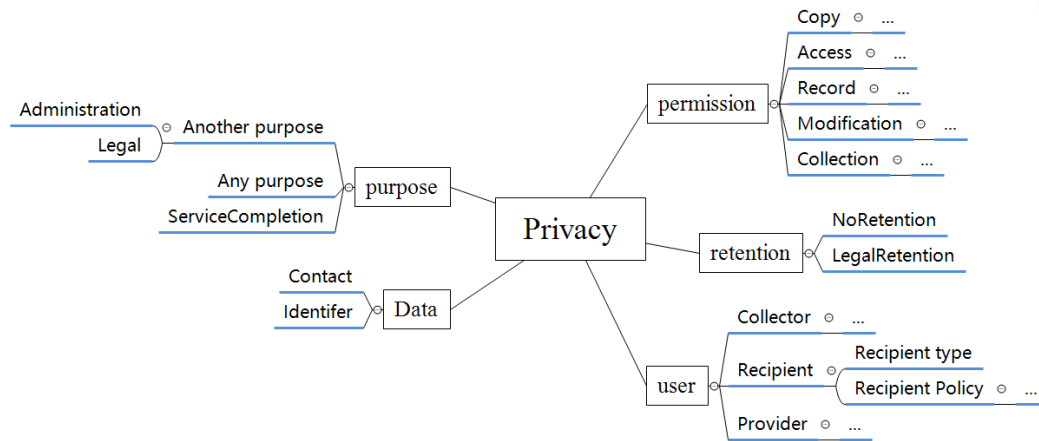 Privacy
permission
Copy ...
Access ...
Record ...
Modification ...
Collection ...
retention
NoRetention
LegalRetention
user
Collector ...
Recipient
Recipient type
Recipient Policy ...
Provider ...
purpose
Another purpose
Administration
Legal
Any purpose
ServiceCompletion
Data
Contact
Identifer